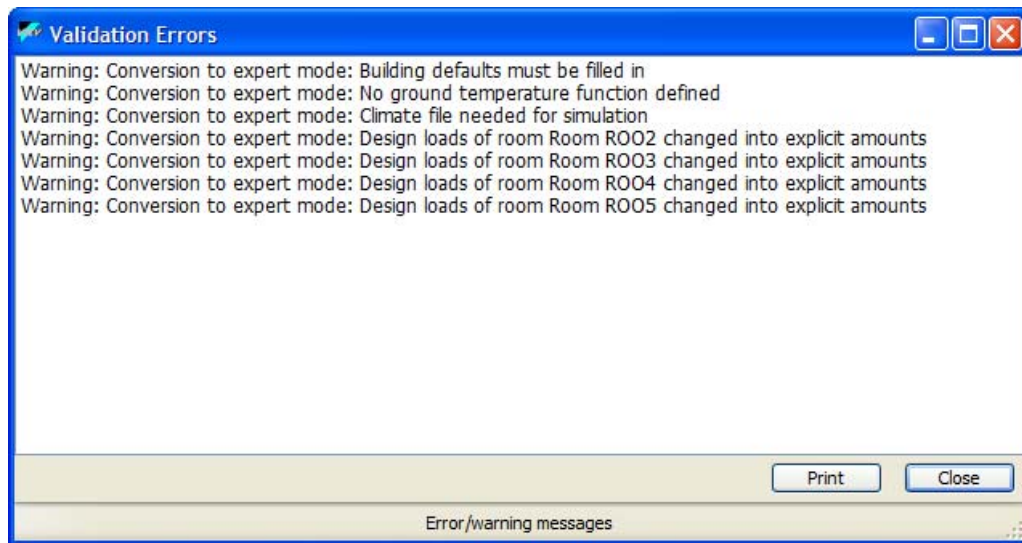 Validation Errors
Warning: Conversion to expert mode: Building defaults must be filled in
Warning: Conversion to expert mode: No ground temperature function defined
Warning: Conversion to expert mode: Climate file needed for simulation
Warning: Conversion to expert mode: Design loads of room Room ROO2 changed into explicit amounts
Warning: Conversion to expert mode: Design loads of room Room ROO3 changed into explicit amounts
Warning: Conversion to expert mode: Design loads of room Room ROO4 changed into explicit amounts
Warning: Conversion to expert mode: Design loads of room Room ROO5 changed into explicit amounts
Print
Close
Error/warning messages